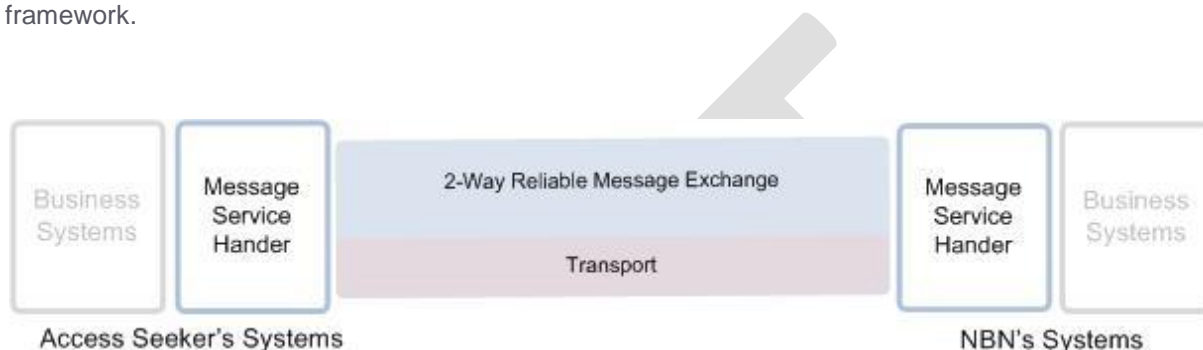 framework.
Business
Systems
Message
Service
Hander
2-Way Reliable Message Exchange
Transport
Message
Service
Hander
Business
Systems
Access Seeker's Systems
NBN's Systems